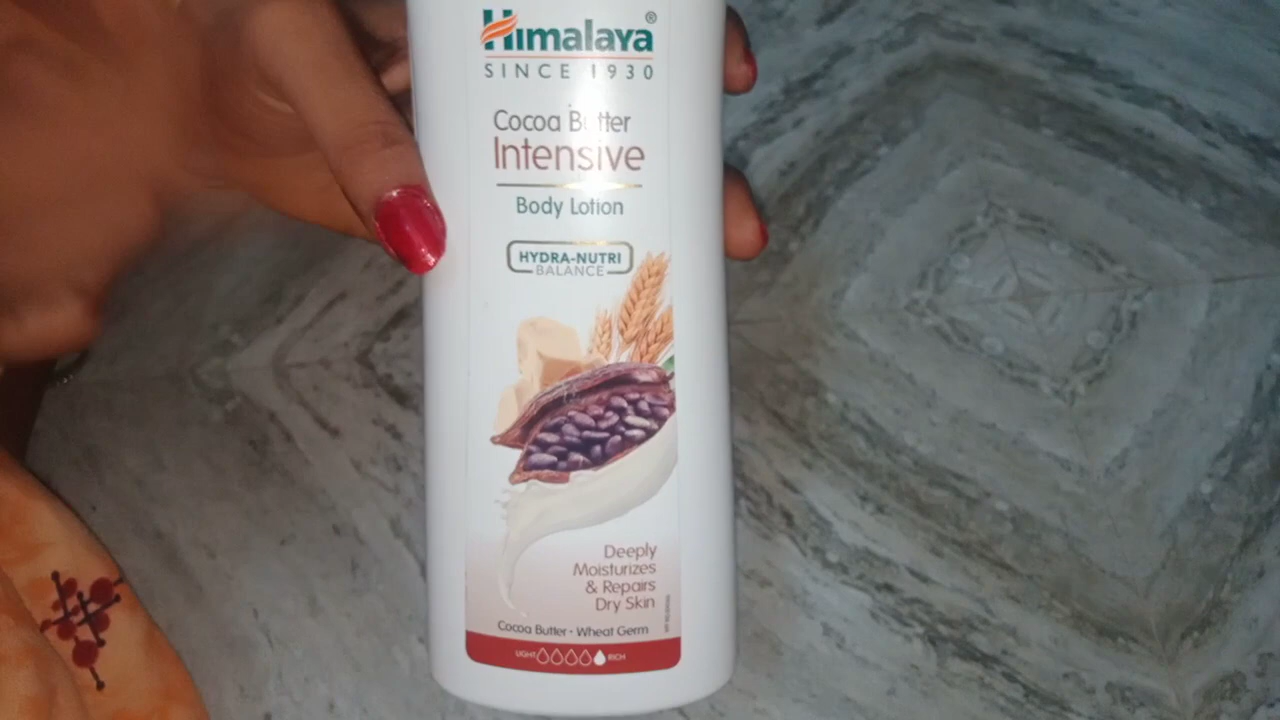 Himalaya®
SINCE 1930
Cocoa Butter
Intensive
Body Lotion
HYDRA-NUTRI
BALANCE
Deeply
Moisturizes
& Repairs
Dry Skin
Cocoa Butter • Wheat Germ
LIGHT RICH